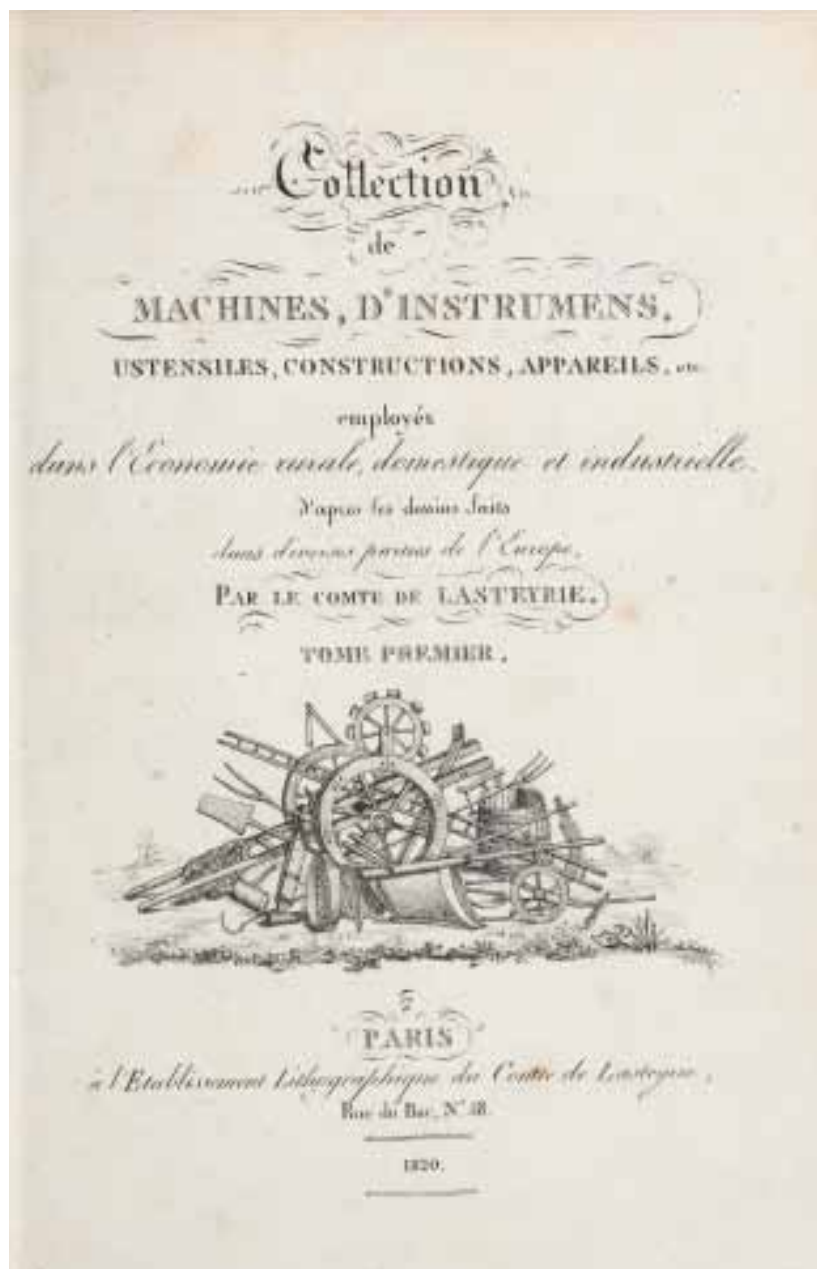 Collection
de
MACHINES, D'INSTRUMENS,
USTENSILES, CONSTRUCTIONS, APPAREILS, etc.
employés
dans l'Economie rurale, domestique et industrielle,
d'après les dessins faits
dans diverses parties de l'Europe,
PAR LE COMTE DE LASTEYRIE.
TOME PREMIER.
PARIS
à l'Etablissement Lithographique du Comte de Lasteyrie,
Rue du Bac, N° 58.
1820.